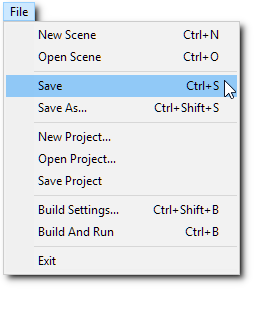 File
New Scene Ctrl+N
Open Scene Ctrl+O
Save Ctrl+S
Save As... Ctrl+Shift+S
New Project...
Open Project...
Save Project
Build Settings... Ctrl+Shift+B
Build And Run Ctrl+B
Exit